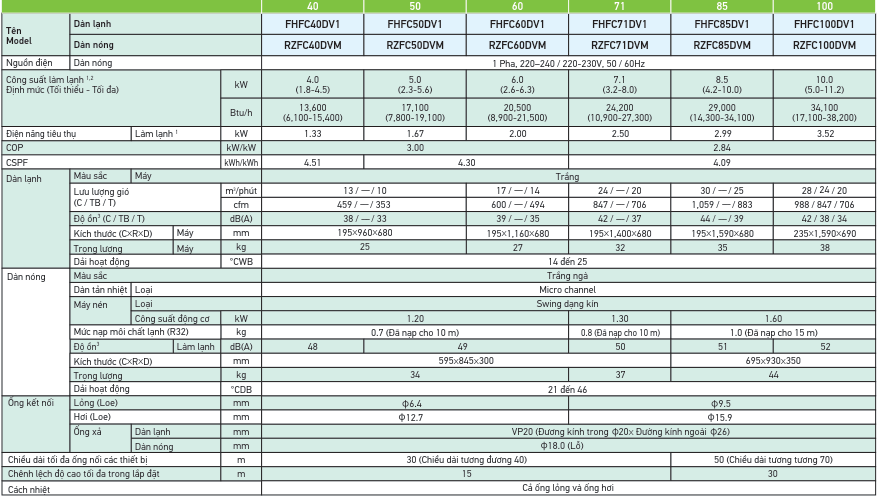 40 50 60 71 85 100
Tên Model Dàn lạnh FHFC40DV1 FHFC50DV1 FHFC60DV1 FHFC71DV1 FHFC85DV1 FHFC100DV1
Dàn nóng RZFC40DVM RZFC50DVM RZFC60DVM RZFC71DVM RZFC85DVM RZFC100DVM
Nguồn điện Dàn nóng 1 Pha, 220–240 / 220-230V, 50 / 60Hz
Công suất làm lạnh 1,2 kW 4.0 5.0 6.0 7.1 8.5 10.0
Định mức (Tối thiểu - Tối đa) (1.8-4.5) (2.3-5.6) (2.6-6.3) (3.2-8.0) (4.2-10.0) (5.0-11.2)
Btu/h 13,600 17,100 20,500 24,200 29,000 34,100
(6,100-15,400) (7,800-19,100) (8,900-21,500) (10,900-27,300) (14,300-34,100) (17,100-38,200)
Điện năng tiêu thụ Làm lạnh 1 kW 1.33 1.67 2.00 2.50 2.99 3.52
COP kW/kW 3.00 2.84
CSPF kWh/kWh 4.51 4.30 4.09
Dàn lạnh Màu sắc Máy Trắng
Lưu lượng gió (C / TB / T) m³/phút 13 / — / 10 17 / — / 14 24 / — / 20 30 / — / 25 28 / 24 / 20
cfm 459 / — / 353 600 / — / 494 847 / — / 706 1,059 / — / 883 988 / 847 / 706
Độ ồn³ (C / TB / T) dB(A) 38 / — / 33 39 / — / 35 42 / — / 37 44 / — / 39 42 / 38 / 34
Kích thước (C×R×D) Máy mm 195×960×680 195×1,160×680 195×1,400×680 195×1,590×680 235×1,590×690
Trọng lượng Máy kg 25 27 32 35 38
Dải hoạt động °CWB 14 đến 25
Dàn nóng Màu sắc Trắng ngà
Dàn tản nhiệt Loại Micro channel
Máy nén Loại Swing dạng kín
Công suất động cơ kW 1.20 1.30 1.60
Mức nạp môi chất lạnh (R32) kg 0.7 (Đã nạp cho 10 m) 0.8 (Đã nạp cho 10 m) 1.0 (Đã nạp cho 15 m)
Độ ồn³ Làm lạnh dB(A) 48 49 50 51 52
Kích thước (C×R×D) mm 595×845×300 695×930×350
Trọng lượng kg 34 37 44
Dải hoạt động °CDB 21 đến 46
Ống kết nối Lỏng (Loe) mm Φ6.4 Φ9.5
Hơi (Loe) mm Φ12.7 Φ15.9
Ống xả Dàn lạnh mm VP20 (Đương kính trong Φ20× Đường kính ngoài Φ26)
Dàn nóng mm Φ18.0 (Lỗ)
Chiều dài tối đa ống nối các thiết bị m 30 (Chiều dài tương đương 40) 50 (Chiều dài tương tương 70)
Chênh lệch độ cao tối đa trong lắp đặt m 15 30
Cách nhiệt Cả ống lỏng và ống hơi